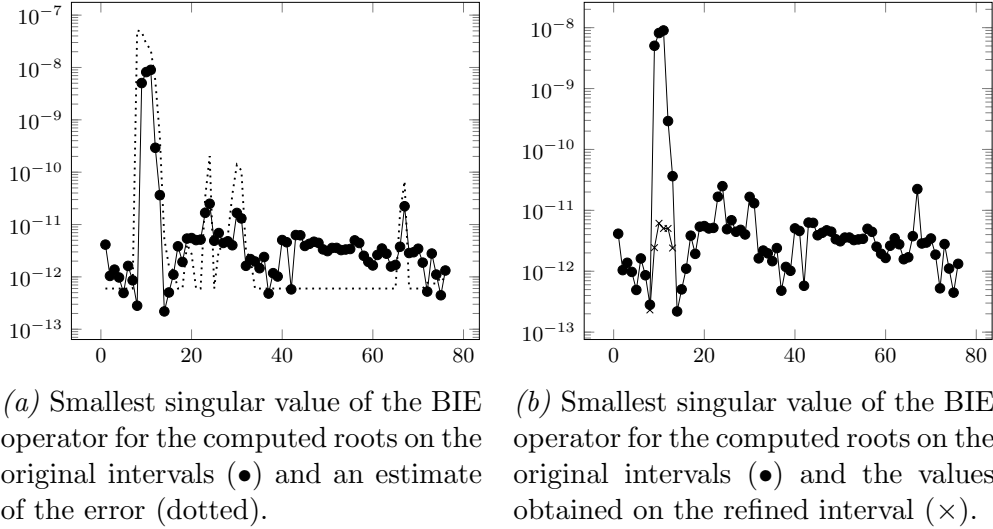 10⁻⁷
10⁻⁸
10⁻⁹
10⁻¹⁰
10⁻¹¹
10⁻¹²
10⁻¹³
0 20 40 60 80
(a) Smallest singular value of the BIE
operator for the computed roots on the
original intervals (●) and an estimate
of the error (dotted).
10⁻⁸
10⁻⁹
10⁻¹⁰
10⁻¹¹
10⁻¹²
10⁻¹³
0 20 40 60 80
(b) Smallest singular value of the BIE
operator for the computed roots on the
original intervals (●) and the values
obtained on the refined interval (×).